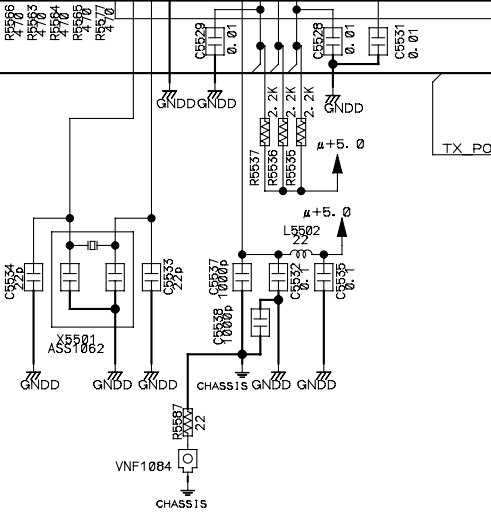 R5566 470
R5563 470
R5564 470
R5565 470
R5577 470
C5529 0.01
C5528 0.01
C5531 0.01
GNDD
GNDD
GNDD
2.2K
2.2K
2.2K
R5537
R5536
R5535
μ+5.0
TX_PO
μ+5.0
L5502
22
C5534 22p
C5533 22p
C5537 1000p
C5532 0.1
C5535 0.1
C5538 1000p
X5501
ASS1062
GNDD
GNDD
GNDD
CHASSIS
GNDD
GNDD
R5587 22
VNF1084
CHASSIS